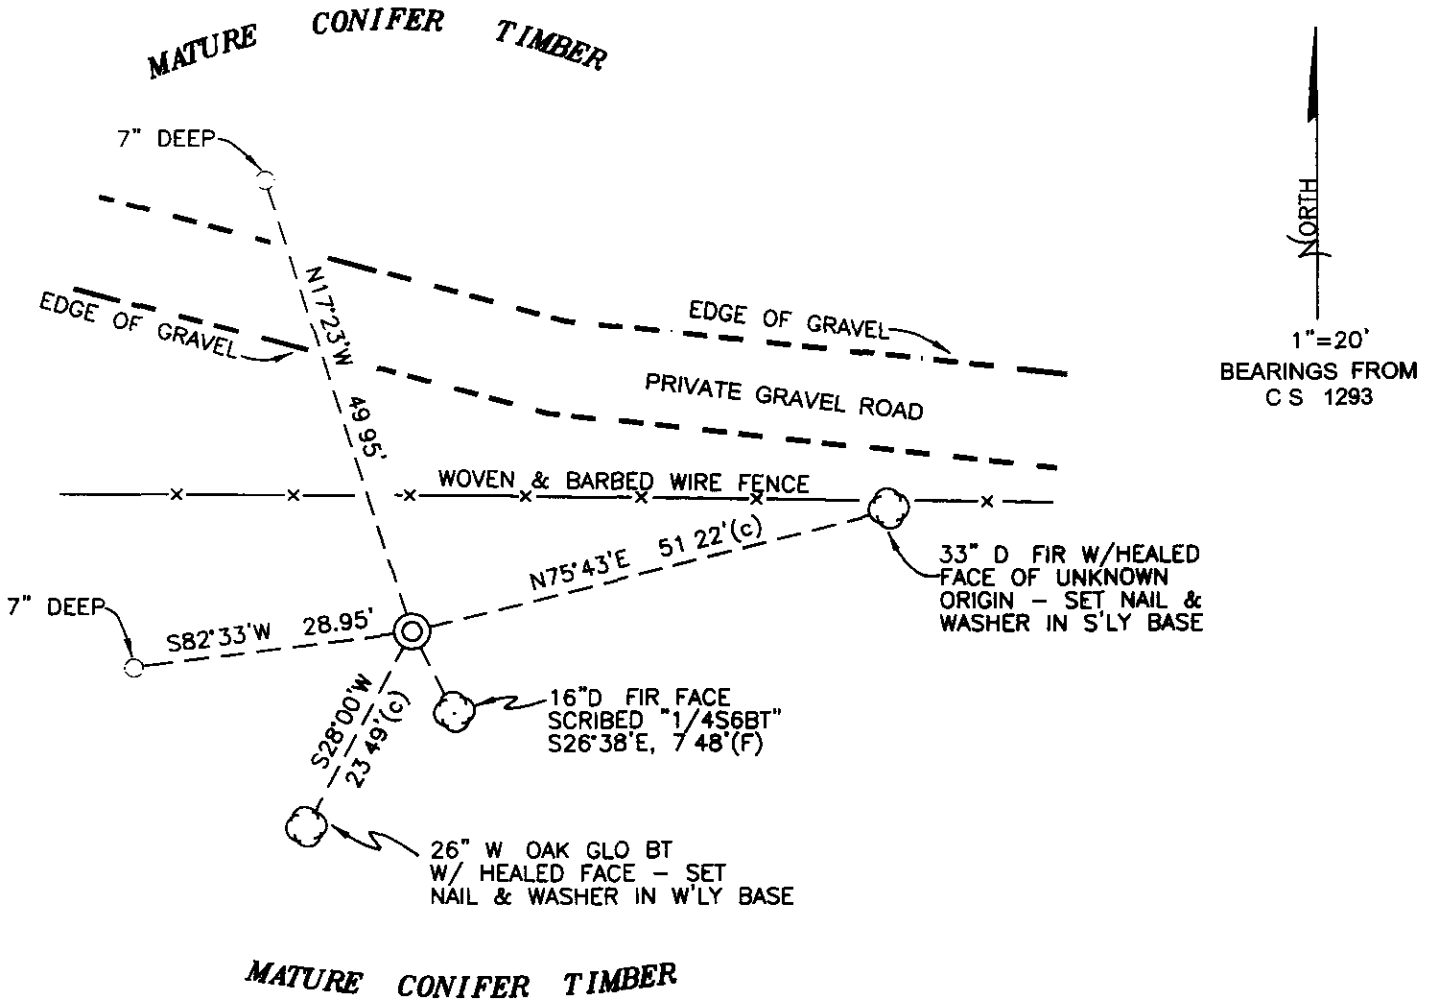 MATURE CONIFER TIMBER
7" DEEP
NORTH
1"=20'
BEARINGS FROM
C S 1293
EDGE OF GRAVEL
N17°23'W 49 95'
EDGE OF GRAVEL
PRIVATE GRAVEL ROAD
WOVEN & BARBED WIRE FENCE
N75°43'E 51 22'(c)
33" D FIR W/HEALED
FACE OF UNKNOWN
ORIGIN – SET NAIL &
WASHER IN S'LY BASE
7" DEEP
S82°33'W 28.95'
S28°00'W
23 49'(c)
16"D FIR FACE
SCRIBED "1/4S6BT"
S26°38'E, 7 48'(F)
26" W OAK GLO BT
W/ HEALED FACE – SET
NAIL & WASHER IN W'LY BASE
MATURE CONIFER TIMBER